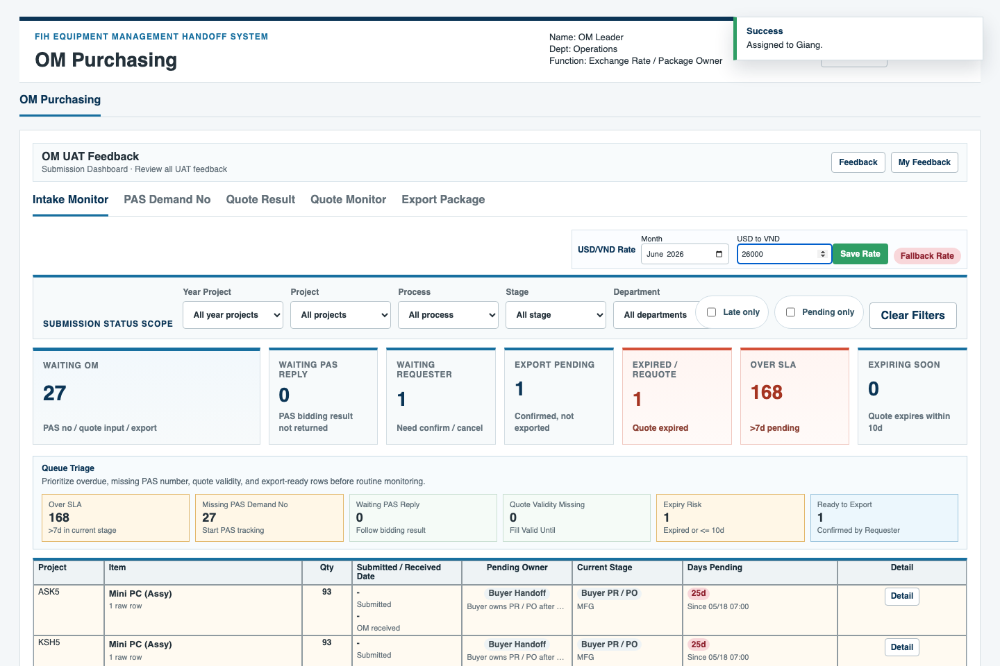 FIH EQUIPMENT MANAGEMENT HANDOFF SYSTEM
OM Purchasing
Name: OM Leader
Dept: Operations
Function: Exchange Rate / Package Owner
Success
Assigned to Giang.
OM Purchasing
OM UAT Feedback
Submission Dashboard · Review all UAT feedback
Feedback
My Feedback
Intake Monitor
PAS Demand No
Quote Result
Quote Monitor
Export Package
USD/VND Rate
Month
June 2026
USD to VND
26000
Save Rate
Fallback Rate
SUBMISSION STATUS SCOPE
Year Project
All year projects
Project
All projects
Process
All process
Stage
All stage
Department
All departments
Late only
Pending only
Clear Filters
WAITING OM
27
PAS no / quote input / export
WAITING PAS
REPLY
0
PAS bidding result
not returned
WAITING
REQUESTER
1
Need confirm / cancel
EXPORT PENDING
1
Confirmed, not
exported
EXPIRED /
REQUOTE
1
Quote expired
OVER SLA
168
>7d pending
EXPIRING SOON
0
Quote expires within
10d
Queue Triage
Prioritize overdue, missing PAS number, quote validity, and export-ready rows before routine monitoring.
Over SLA
168
>7d in current stage
Missing PAS Demand No
27
Start PAS tracking
Waiting PAS Reply
0
Follow bidding result
Quote Validity Missing
0
Fill Valid Until
Expiry Risk
1
Expired or <= 10d
Ready to Export
1
Confirmed by Requester
Project
Item
Qty
Submitted / Received
Date
Pending Owner
Current Stage
Days Pending
Detail
ASK5
Mini PC (Assy)
1 raw row
93
-
Submitted
-
OM received
Buyer Handoff
Buyer owns PR / PO after ...
Buyer PR / PO
MFG
25d
Since 05/18 07:00
Detail
KSH5
Mini PC (Assy)
1 raw row
93
-
Submitted
Buyer Handoff
Buyer owns PR / PO after ...
Buyer PR / PO
MFG
25d
Since 05/18 07:00
Detail